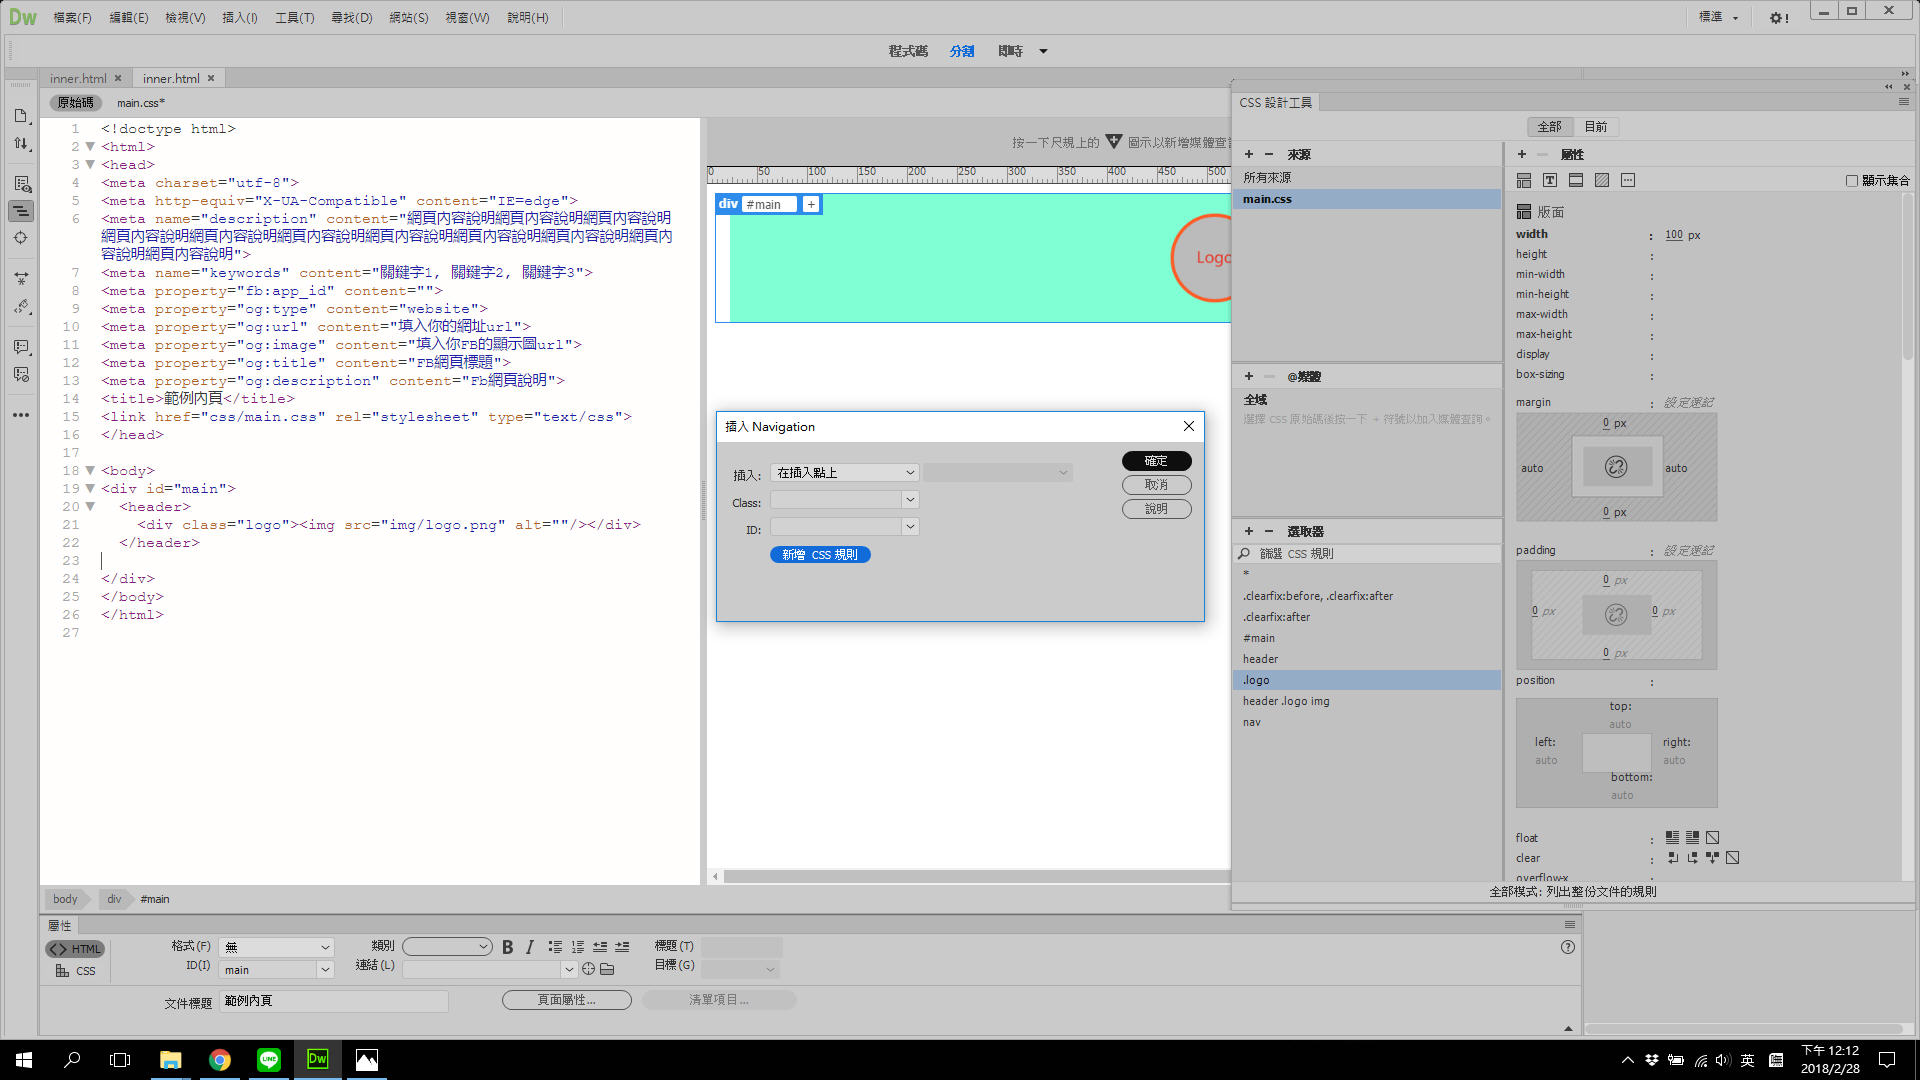 Dw 檔案(F) 編輯(E) 檢視(V) 插入(I) 工具(T) 尋找(D) 網站(S) 視窗(W) 說明(H) 標準
程式碼 分割 即時
inner.html inner.html
原始碼 main.css*
1 <!doctype html>
2 <html>
3 <head>
4 <meta charset="utf-8">
5 <meta http-equiv="X-UA-Compatible" content="IE=edge">
6 <meta name="description" content="網頁內容說明網頁內容說明網頁內容說明
網頁內容說明網頁內容說明網頁內容說明網頁內容說明網頁內容說明網頁內容說明網頁內
容說明網頁內容說明">
7 <meta name="keywords" content="關鍵字1, 關鍵字2, 關鍵字3">
8 <meta property="fb:app_id" content="">
9 <meta property="og:type" content="website">
10 <meta property="og:url" content="填入你的網址url">
11 <meta property="og:image" content="填入你FB的顯示圖url">
12 <meta property="og:title" content="FB網頁標題">
13 <meta property="og:description" content="Fb網頁說明">
14 <title>範例內頁</title>
15 <link href="css/main.css" rel="stylesheet" type="text/css">
16 </head>
17
18 <body>
19 <div id="main">
20 <header>
21 <div class="logo"><img src="img/logo.png" alt=""/></div>
22 </header>
23
24 </div>
25 </body>
26 </html>
27
按一下尺規上的 圖示以新增媒體查
0 50 100 150 200 250 300 350 400 450 500
div #main +
Logo
插入 Navigation
插入: 在插入點上
Class:
ID:
新增 CSS 規則
確定
取消
說明
CSS 設計工具
全部 目前
來源
所有來源
main.css
@媒體
全域
選擇 CSS 原始碼後按一下 + 符號以加入媒體查詢。
選取器
篩選 CSS 規則
*
.clearfix:before, .clearfix:after
.clearfix:after
#main
header
.logo
header .logo img
nav
屬性
顯示集合
版面
width : 100 px
height :
min-width :
min-height :
max-width :
max-height :
display :
box-sizing :
margin : 設定速記
0 px
auto auto
0 px
padding : 設定速記
0 px
0 px 0 px
0 px
position :
top:
auto
left: right:
auto auto
bottom:
auto
float :
clear :
overflow-x
全部模式: 列出整份文件的規則
body div #main
屬性
<> HTML 格式(F) 無 類別 B I 標題(T)
CSS ID(I) main 連結(L) 目標(G)
文件標題 範例內頁 頁面屬性... 清單項目...
LINE Dw 英 下午 12:12
2018/2/28